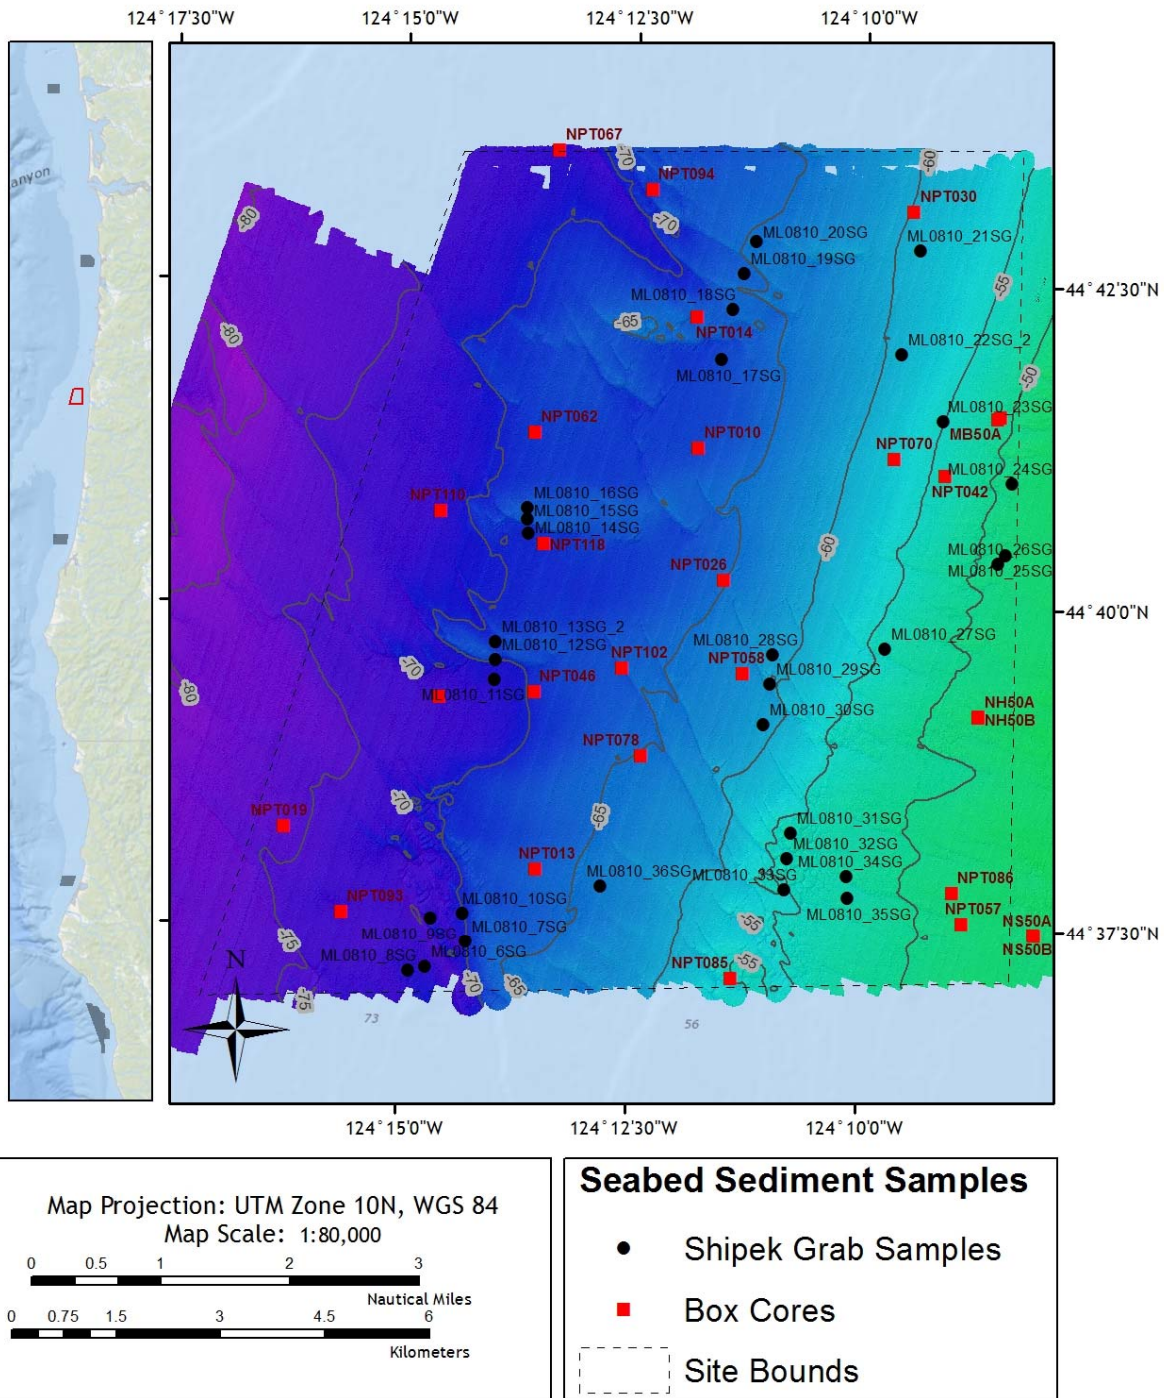 124°17'30"W
124°15'0"W
124°12'30"W
124°10'0"W
anyon
NPT067
-70
NPT094
-60
-80
-70
NPT030
ML0810_20SG
ML0810_21SG
ML0810_19SG
-55
44°42'30"N
ML0810_18SG
-80
-65
NPT014
ML0810_22SG_2
ML0810_17SG
-50
ML0810_23SG
NPT062
NPT010
MB50A
NPT070
ML0810_24SG
NPT042
ML0810_16SG
NPT110
ML0810_15SG
ML0810_14SG
NPT118
-60
ML0810_26SG
NPT026
ML0810_25SG
44°40'0"N
ML0810_13SG_2
ML0810_28SG
ML0810_27SG
ML0810_12SG
-70
NPT102
NPT058
ML0810_29SG
-80
ML0810_11SG
NPT046
NH50A
ML0810_30SG
NH50B
NPT078
-70
NPT019
-65
ML0810_31SG
ML0810_32SG
NPT013
ML0810_34SG
ML0810_36SG
ML0810_33SG
NPT086
NPT093
ML0810_10SG
ML0810_35SG
NPT057
NS50A
ML0810_9SG
ML0810_7SG
-55
44°37'30"N
-75
ML0810_8SG
ML0810_6SG
NS50B
N
NPT085
-55
-70
-65
-75
73
56
124°15'0"W
124°12'30"W
124°10'0"W
Map Projection: UTM Zone 10N, WGS 84
Map Scale: 1:80,000
0 0.5 1 2 3
Nautical Miles
0 0.75 1.5 3 4.5 6
Kilometers
Seabed Sediment Samples
Shipek Grab Samples
Box Cores
Site Bounds